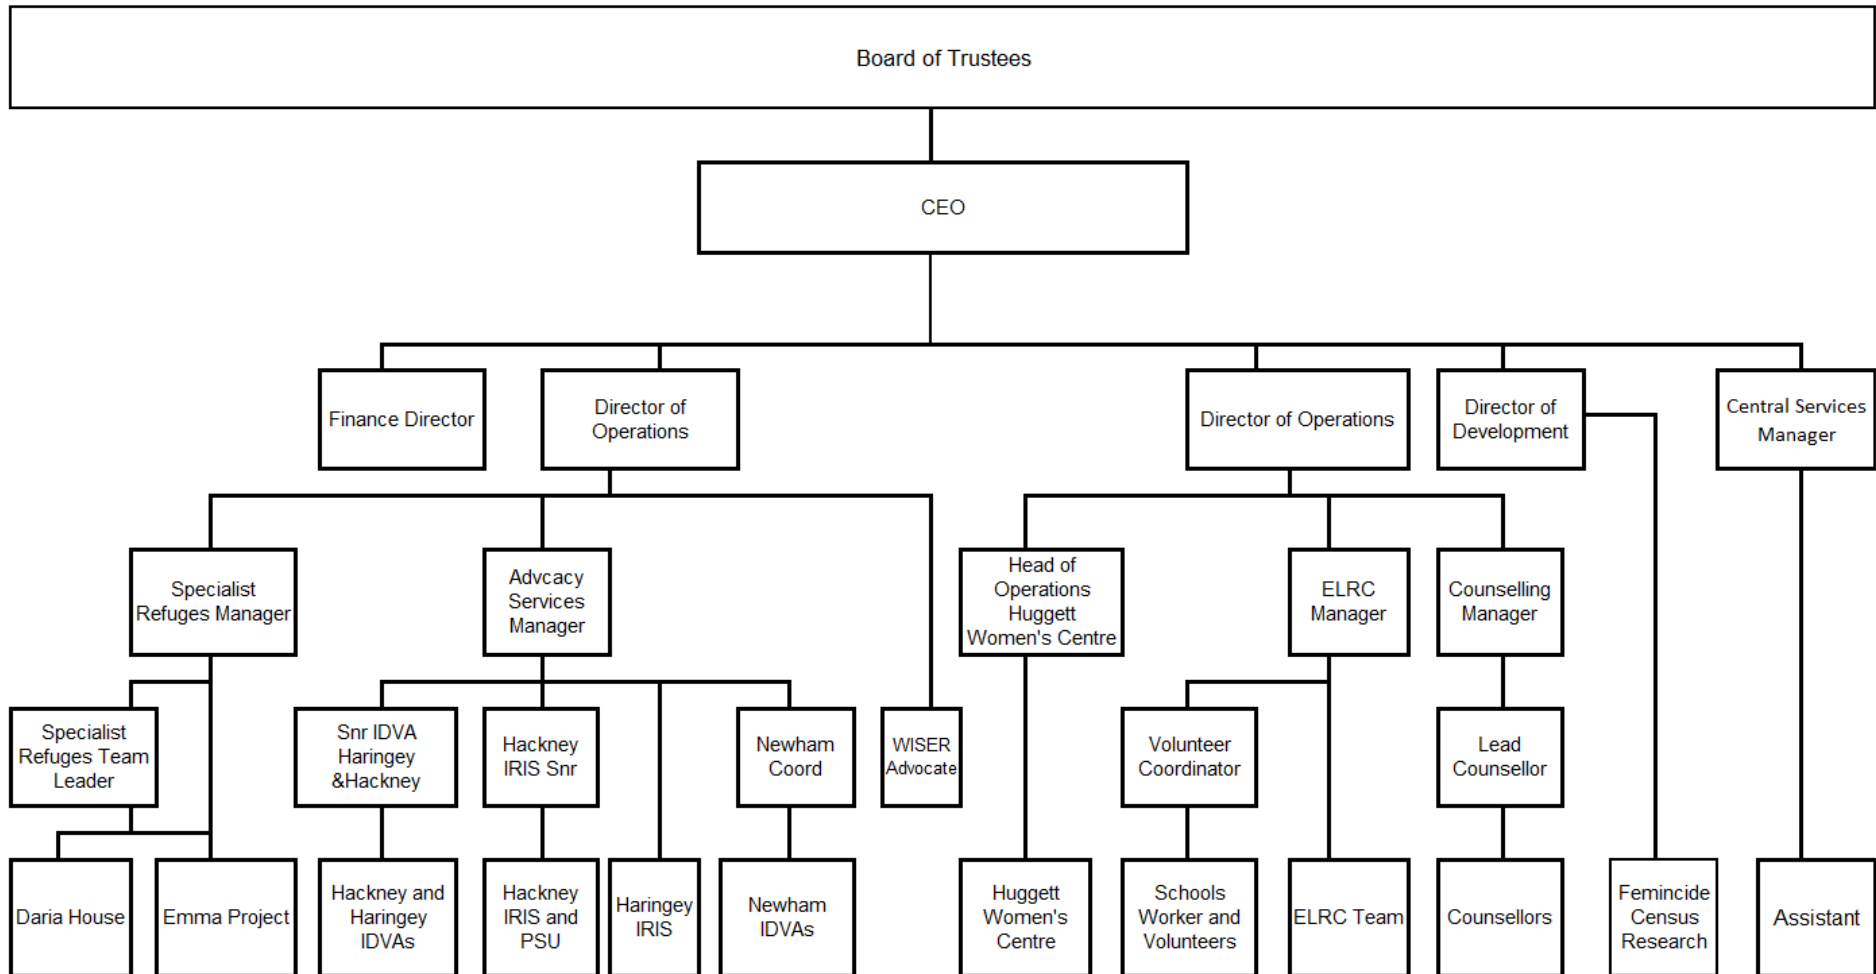 Board of Trustees
CEO
Finance Director
Director of
Operations
Director of Operations
Director of
Development
Central Services
Manager
Specialist
Refuges Manager
Advcacy
Services
Manager
Head of
Operations
Huggett
Women's Centre
ELRC
Manager
Counselling
Manager
Specialist
Refuges Team
Leader
Snr IDVA
Haringey
&Hackney
Hackney
IRIS Snr
Newham
Coord
WISER
Advocate
Volunteer
Coordinator
Lead
Counsellor
Daria House
Emma Project
Hackney and
Haringey
IDVAs
Hackney
IRIS and
PSU
Haringey
IRIS
Newham
IDVAs
Huggett
Women's
Centre
Schools
Worker and
Volunteers
ELRC Team
Counsellors
Femincide
Census
Research
Assistant